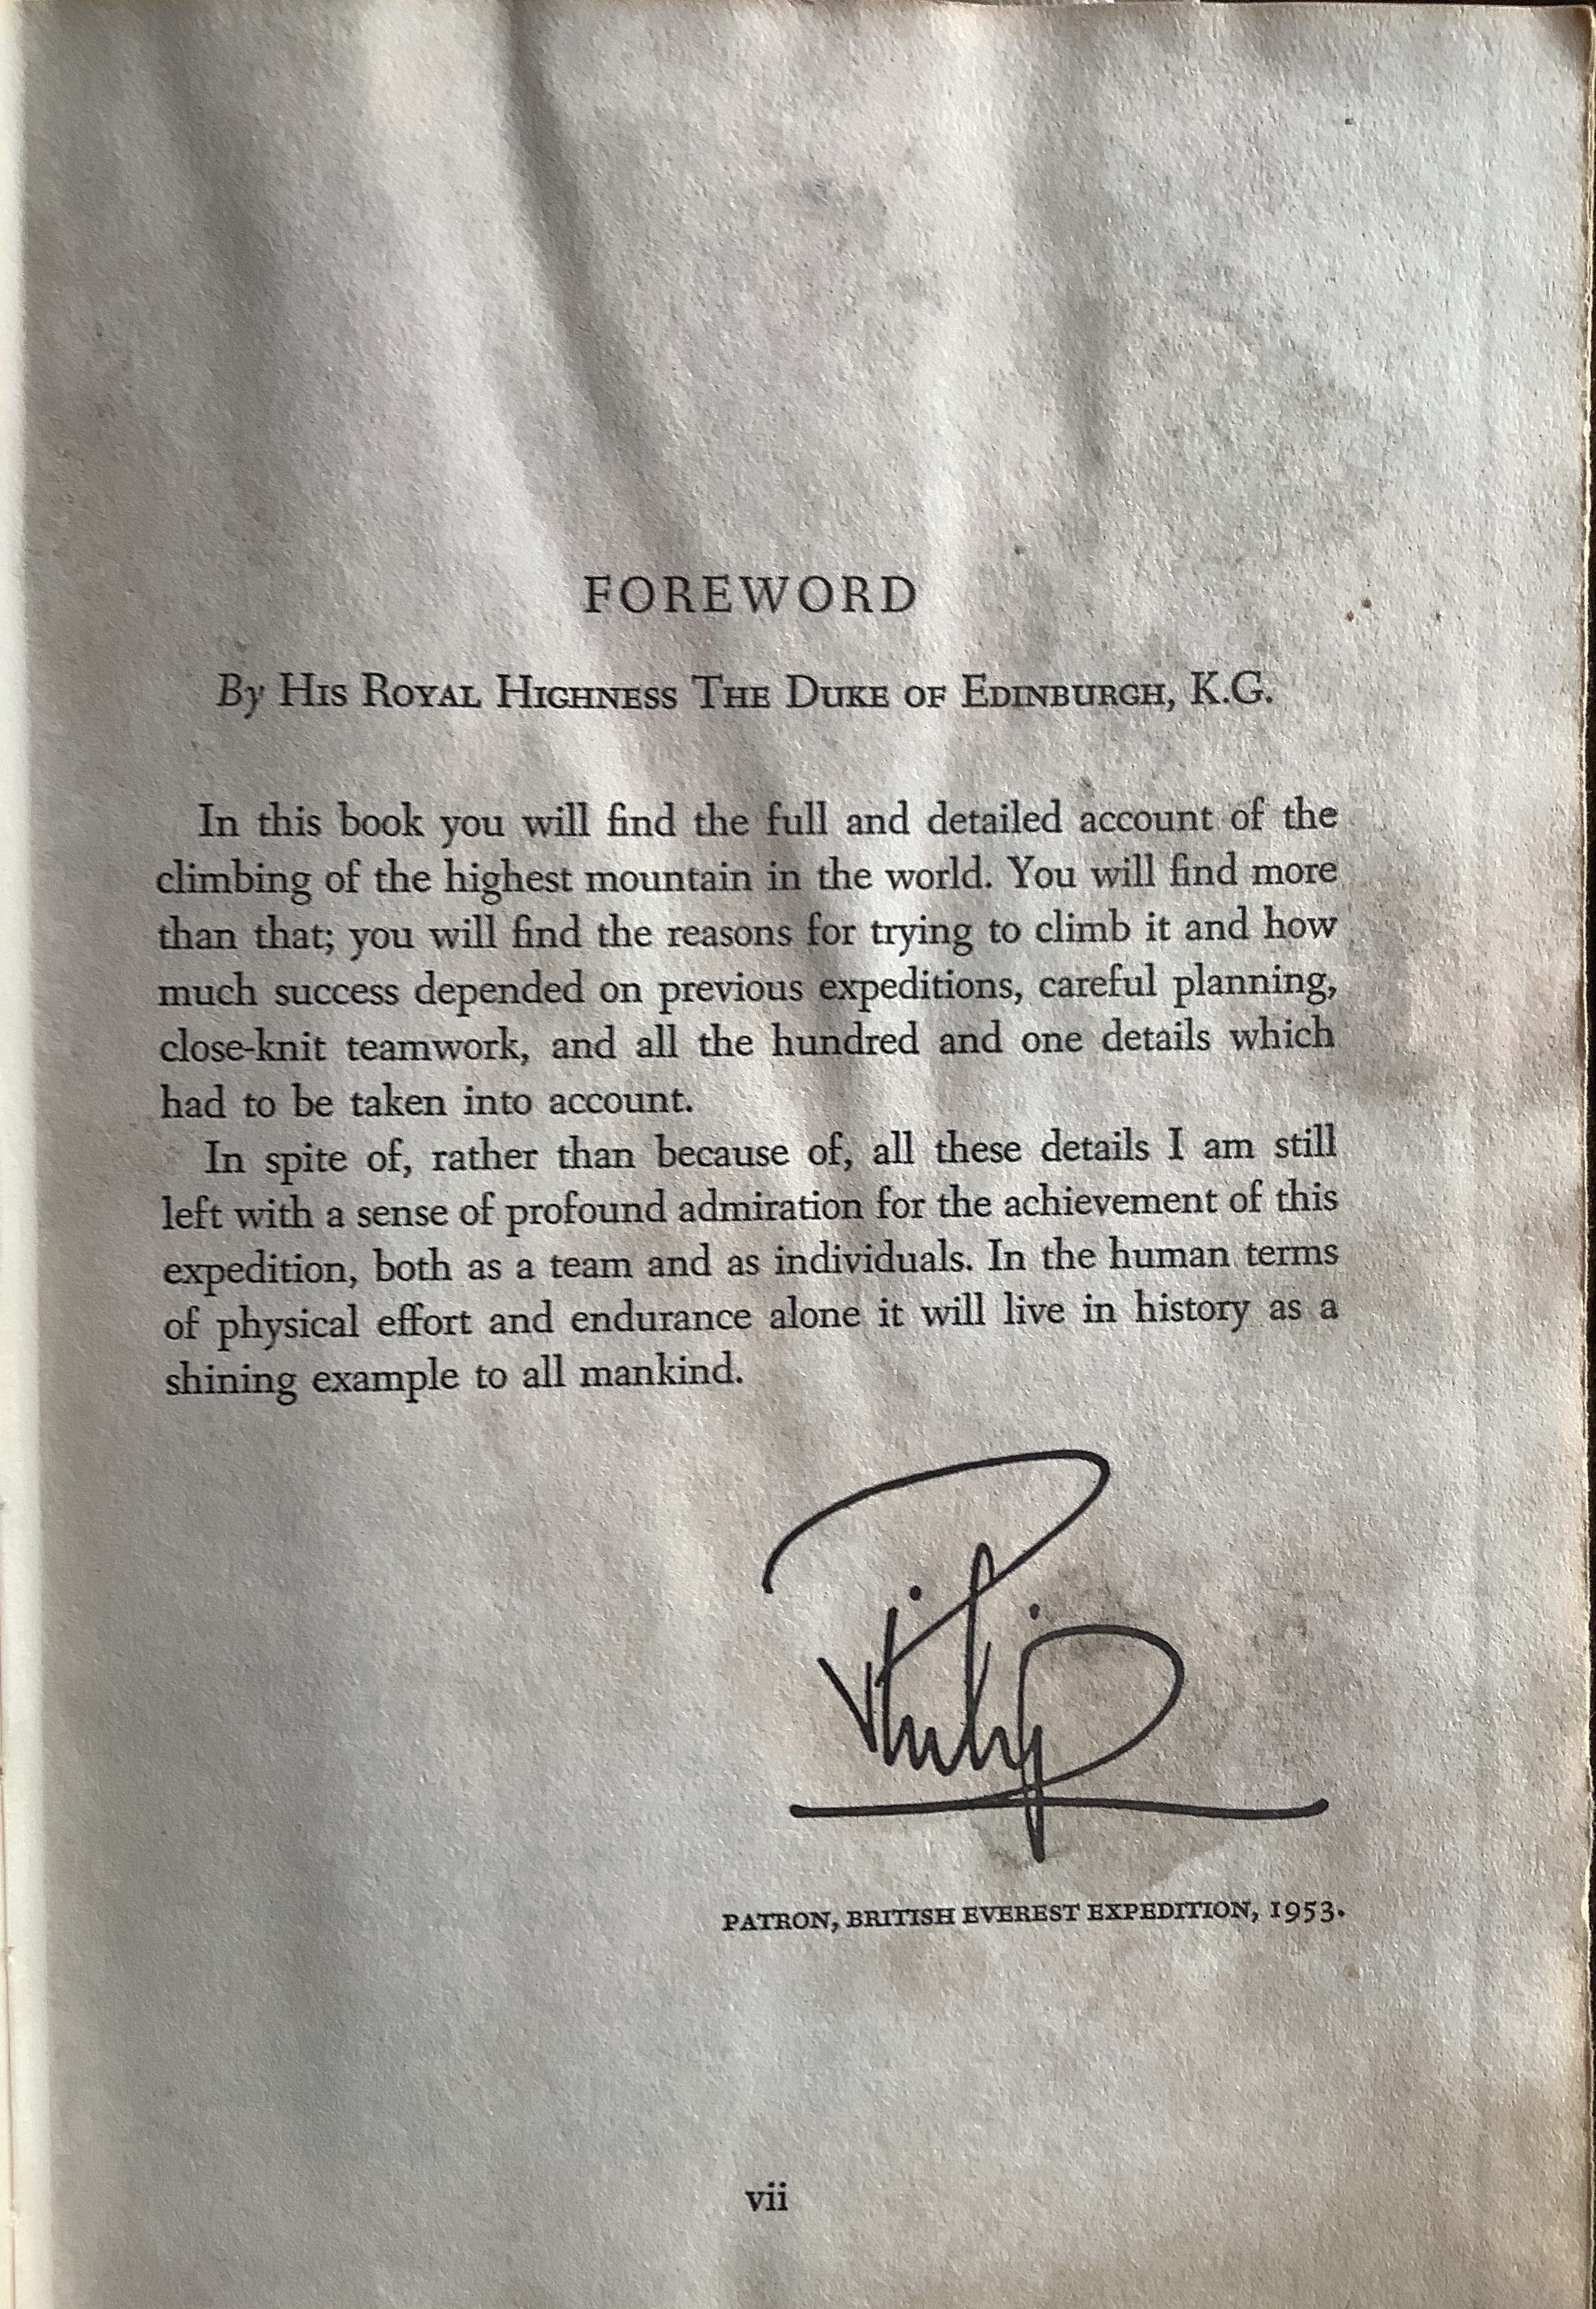 FOREWORD
By His Royal Highness The Duke of Edinburgh, K.G.
In this book you will find the full and detailed account of the
climbing of the highest mountain in the world. You will find more
than that; you will find the reasons for trying to climb it and how
much success depended on previous expeditions, careful planning,
close-knit teamwork, and all the hundred and one details which
had to be taken into account.
In spite of, rather than because of, all these details I am still
left with a sense of profound admiration for the achievement of this
expedition, both as a team and as individuals. In the human terms
of physical effort and endurance alone it will live in history as a
shining example to all mankind.
Philip
PATRON, BRITISH EVEREST EXPEDITION, 1953.
vii